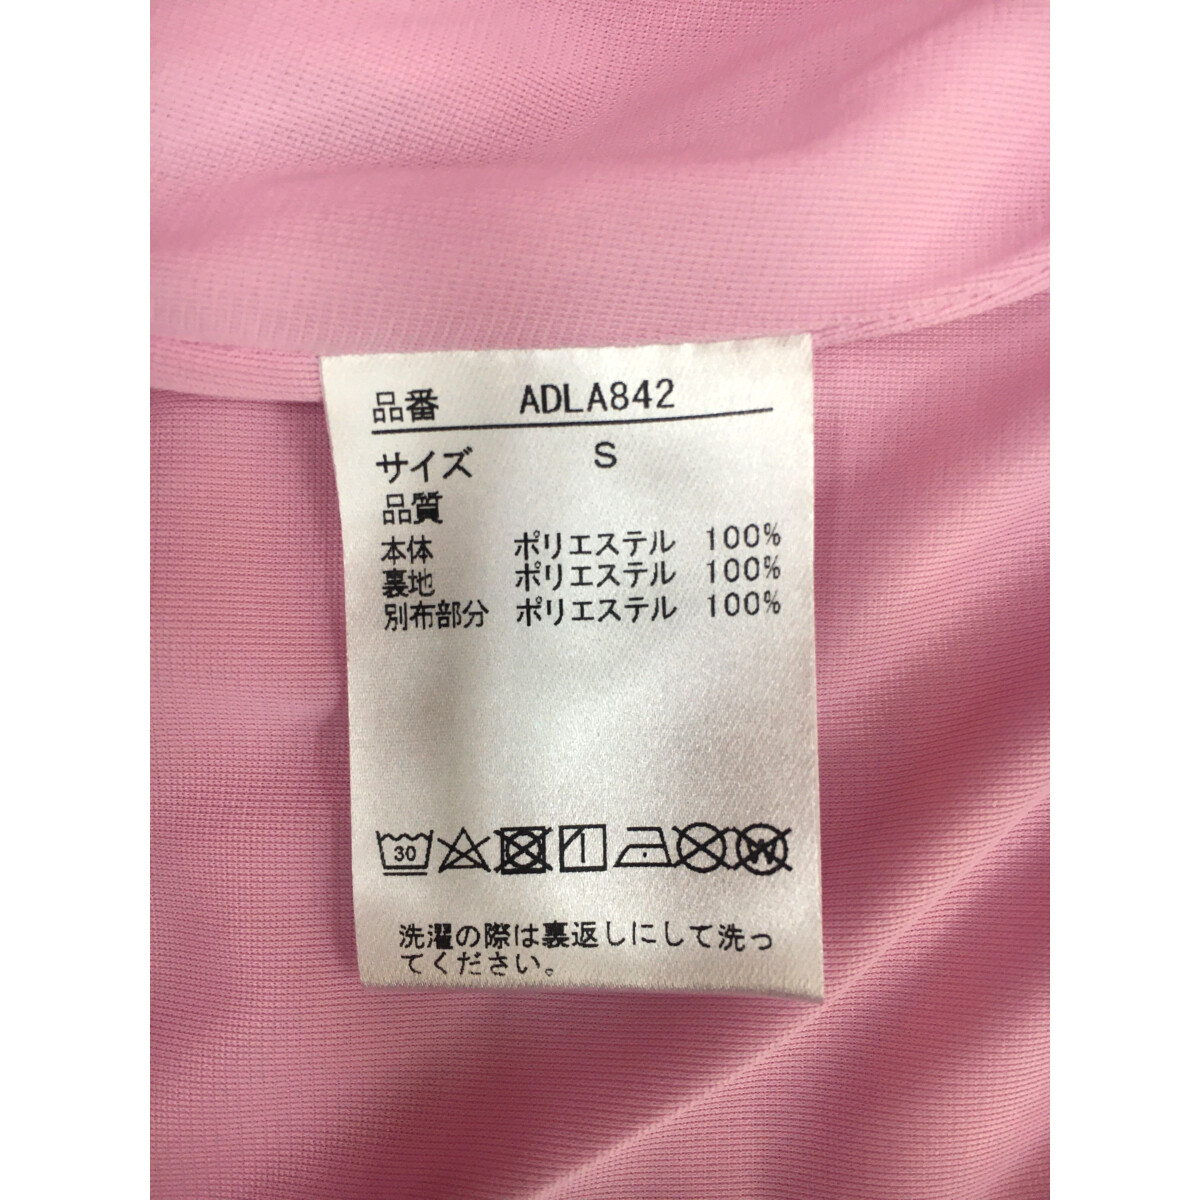 品番 ADLA842
サイズ S
品質
本体 ポリエステル 100%
裏地 ポリエステル 100%
別布部分 ポリエステル 100%
30 W
洗濯の際は裏返しにして洗っ
てください。